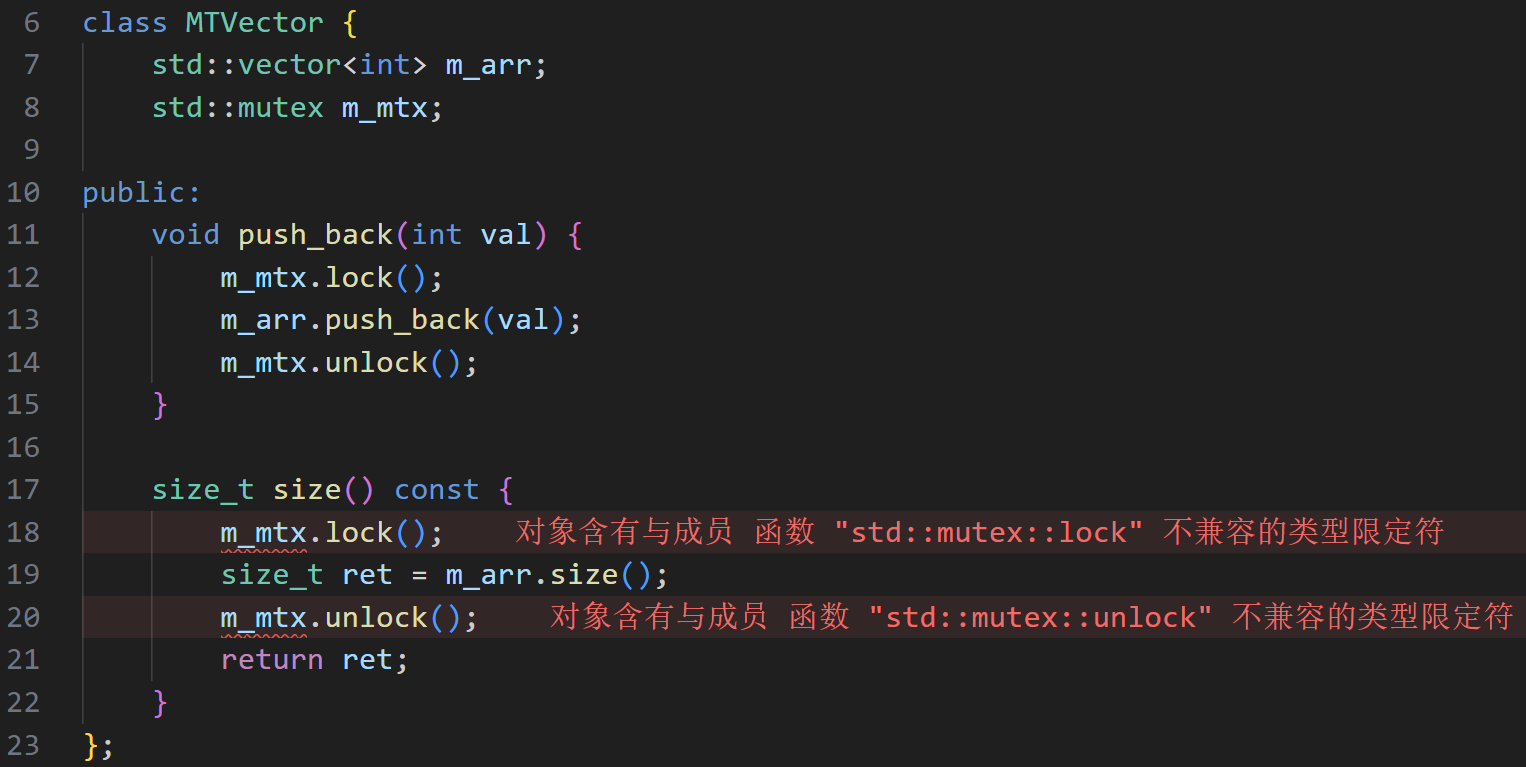 6 class MTVector {
7     std::vector<int> m_arr;
8     std::mutex m_mtx;
9
10 public:
11     void push_back(int val) {
12         m_mtx.lock();
13         m_arr.push_back(val);
14         m_mtx.unlock();
15     }
16
17     size_t size() const {
18         m_mtx.lock();    对象含有与成员 函数 "std::mutex::lock" 不兼容的类型限定符
19         size_t ret = m_arr.size();
20         m_mtx.unlock();    对象含有与成员 函数 "std::mutex::unlock" 不兼容的类型限定符
21         return ret;
22     }
23 };